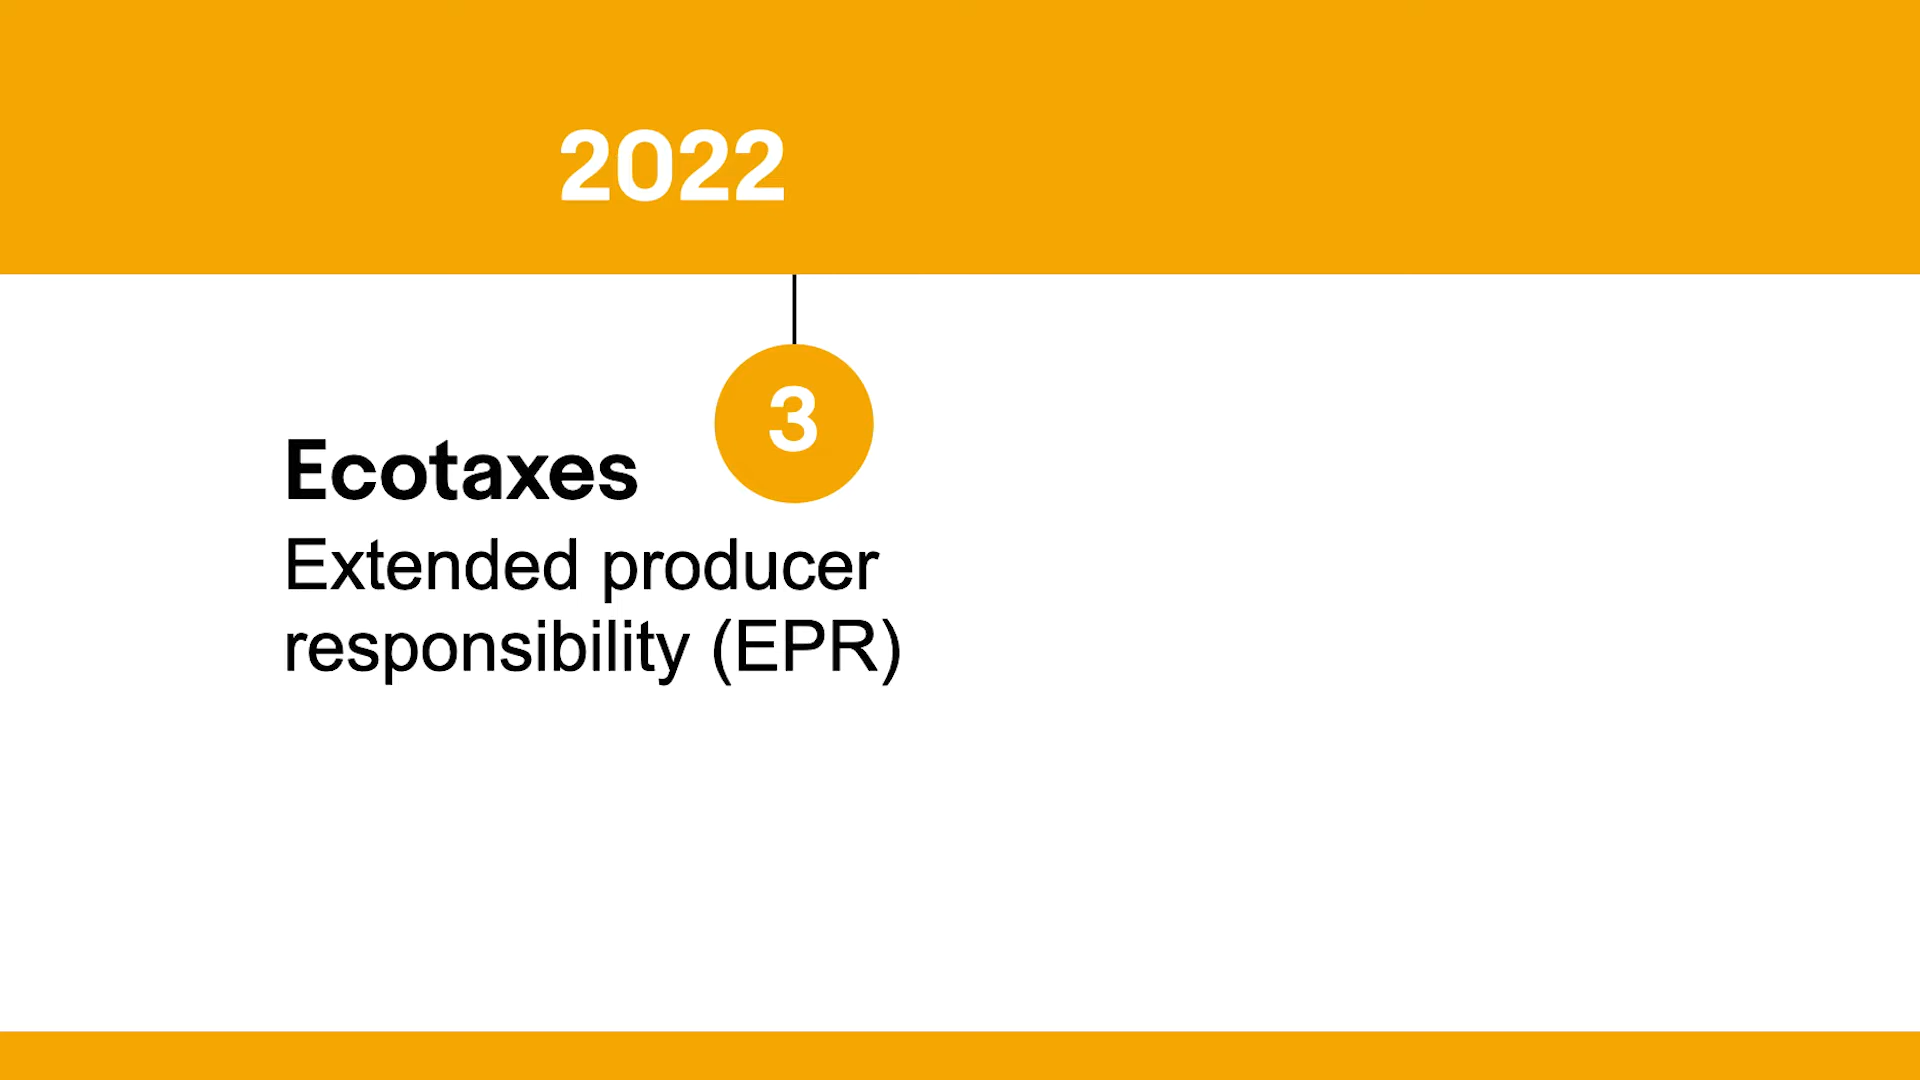 2022
3
Ecotaxes
Extended producer
responsibility (EPR)